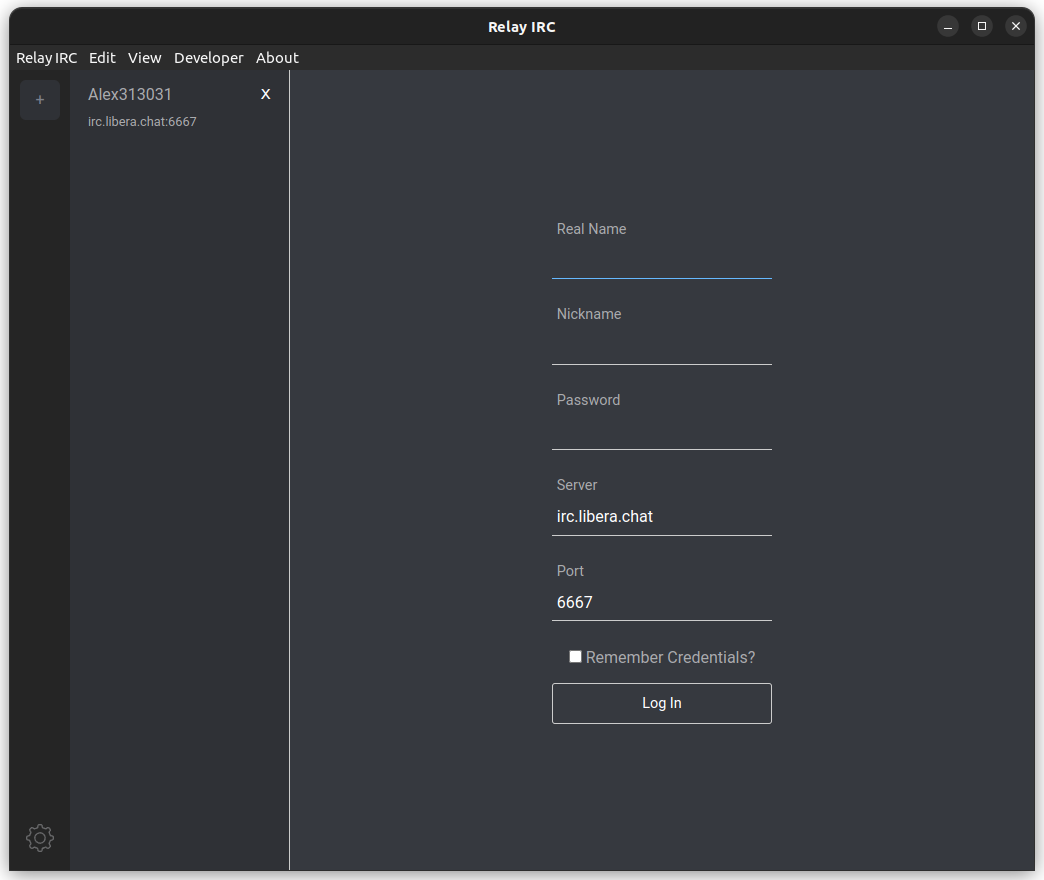 Relay IRC
Relay IRC Edit View Developer About
+
Alex313031 X
irc.libera.chat:6667
Real Name
Nickname
Password
Server
irc.libera.chat
Port
6667
Remember Credentials?
Log In